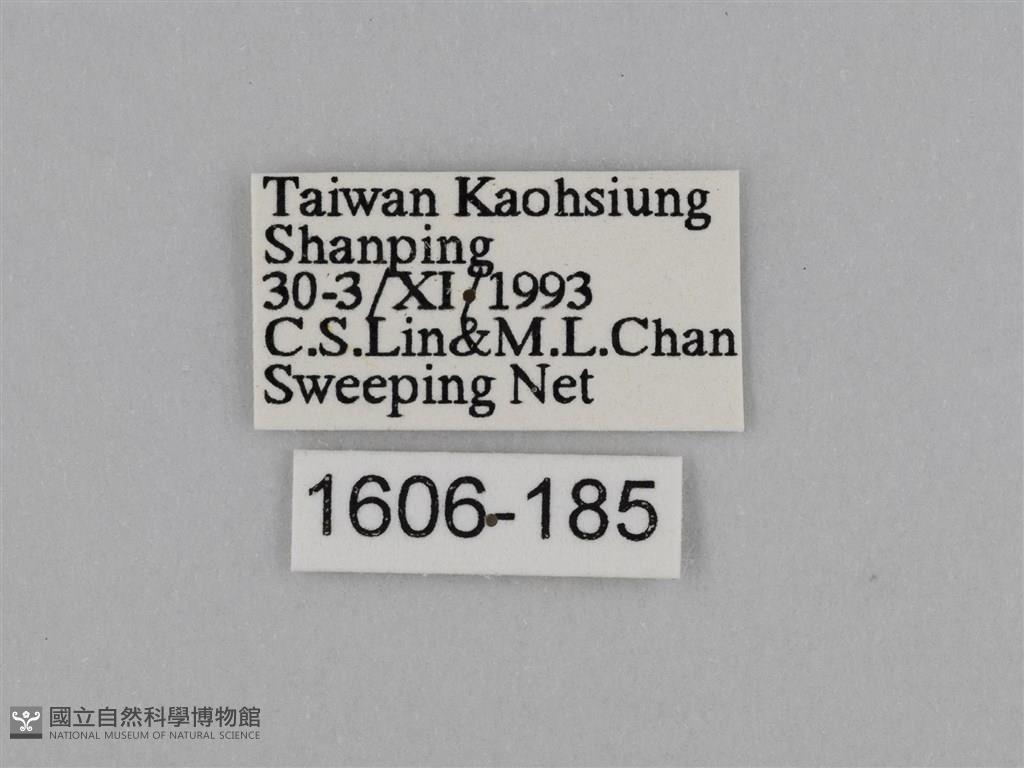 Taiwan Kaohsiung
Shanping
30-3/XI/1993
C.S.Lin&M.L.Chan
Sweeping Net
1606-185
國立自然科學博物館
NATIONAL MUSEUM OF NATURAL SCIENCE